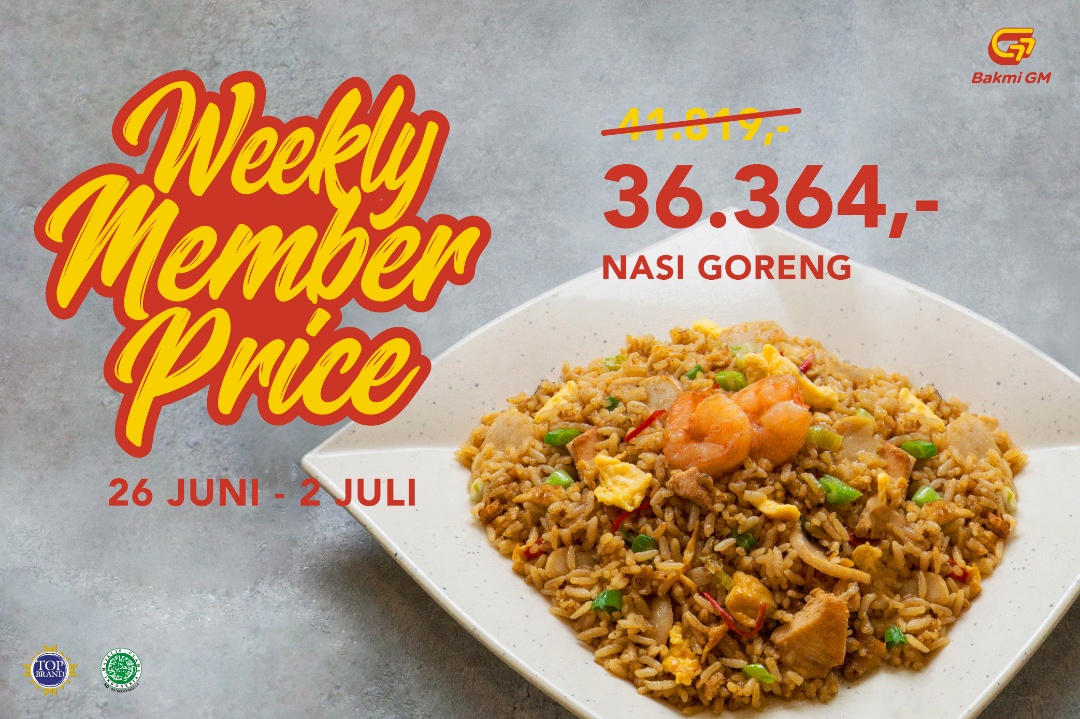 Weekly
Member
Price
26 JUNI - 2 JULI
41.819,-
36.364,-
NASI GORENG
Bakmi GM
TOP
BRAND